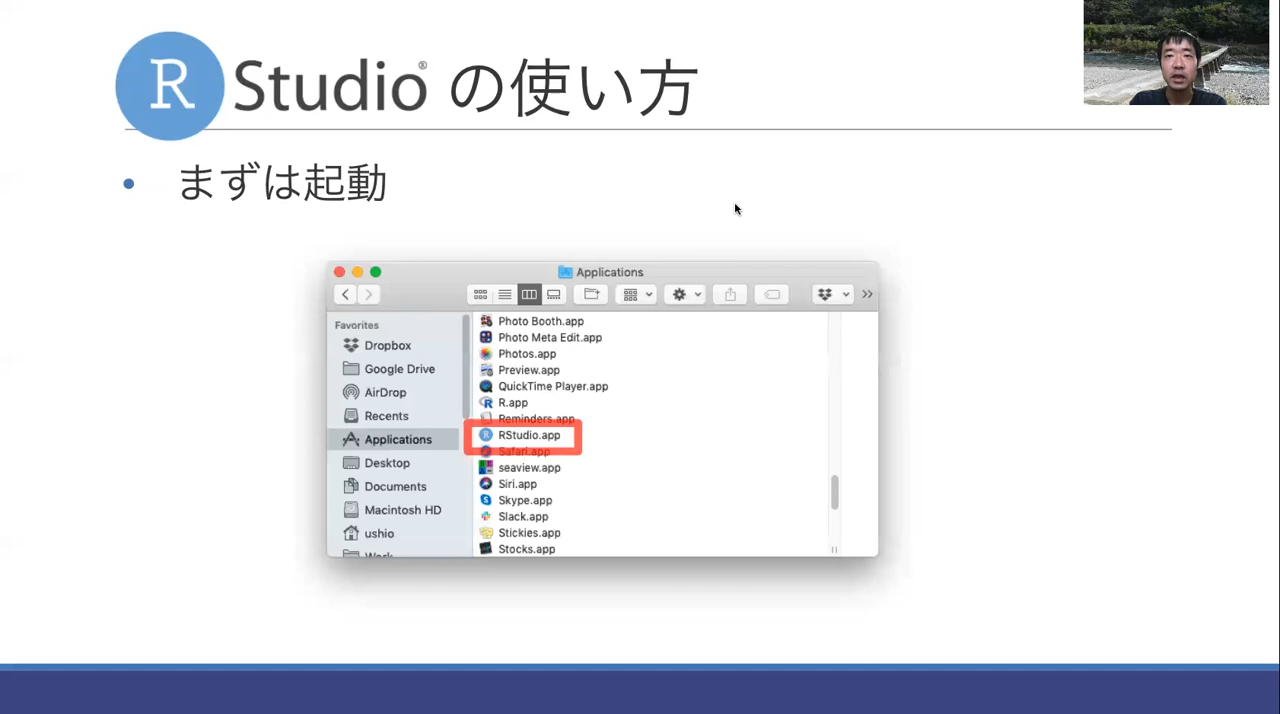 R Studio® の使い方
• まずは起動
Applications
Favorites
Dropbox
Google Drive
AirDrop
Recents
Applications
Desktop
Documents
Macintosh HD
ushio
Work
Photo Booth.app
Photo Meta Edit.app
Photos.app
Preview.app
QuickTime Player.app
R.app
Reminders.app
RStudio.app
Safari.app
seaview.app
Siri.app
Skype.app
Slack.app
Stickies.app
Stocks.app